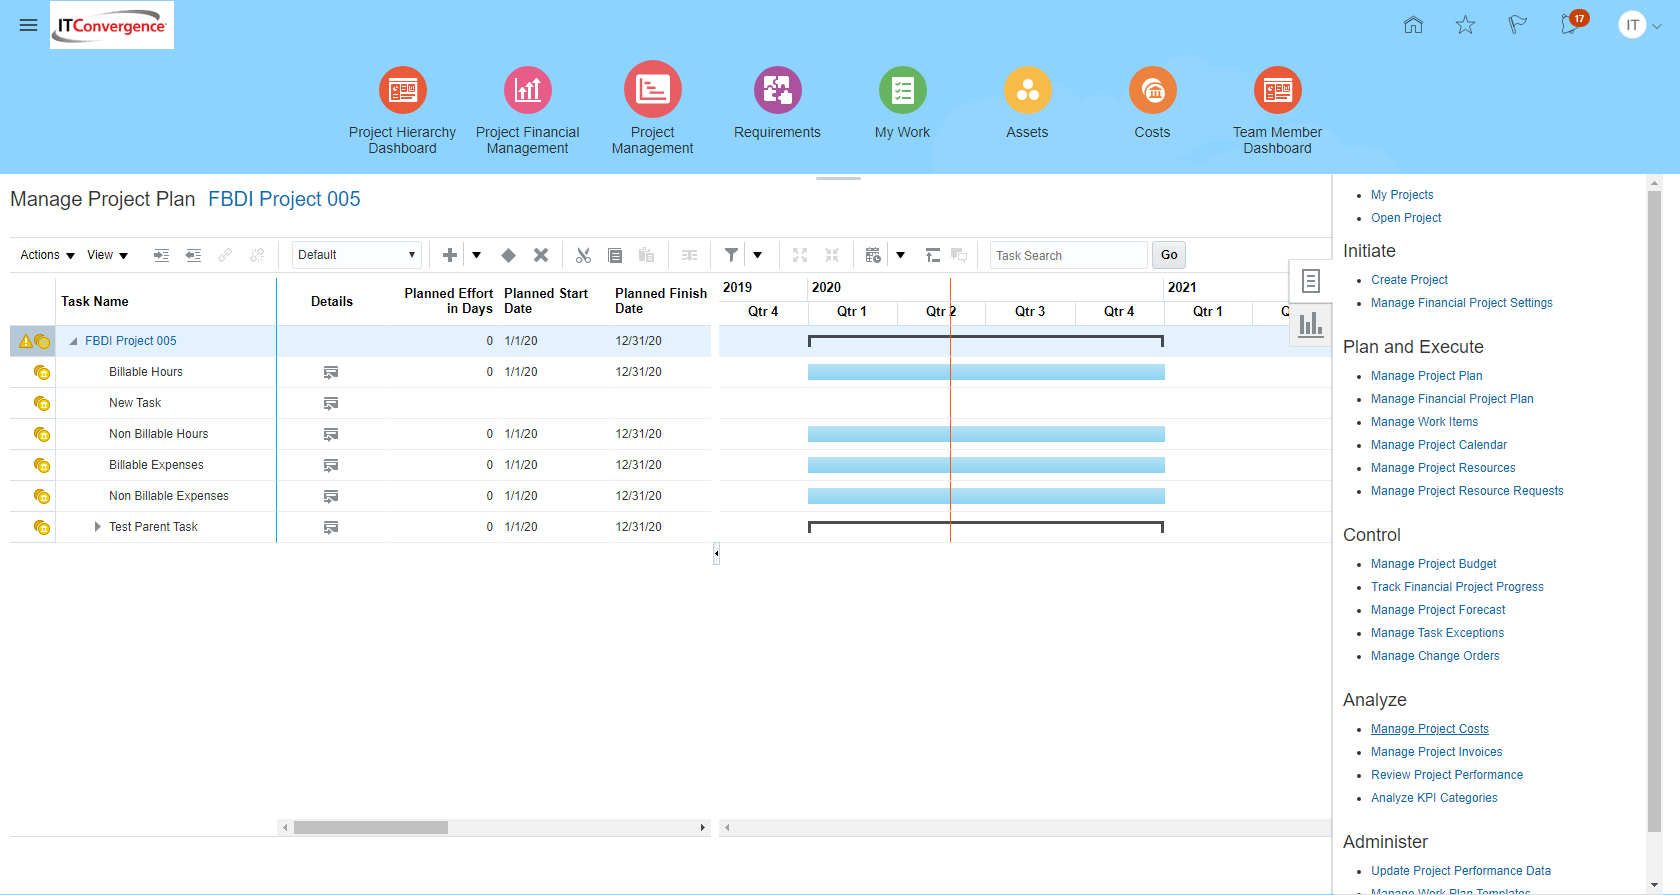 ITConvergence
17
IT
Project Hierarchy
Dashboard
Project Financial
Management
Project
Management
Requirements
My Work
Assets
Costs
Team Member
Dashboard
Manage Project Plan FBDI Project 005
Actions View Default Task Search Go
Task Name Details Planned Effort in Days Planned Start Date Planned Finish Date
2019 2020 2021
Qtr 4 Qtr 1 Qtr 2 Qtr 3 Qtr 4 Qtr 1
FBDI Project 005 0 1/1/20 12/31/20
Billable Hours 0 1/1/20 12/31/20
New Task
Non Billable Hours 0 1/1/20 12/31/20
Billable Expenses 0 1/1/20 12/31/20
Non Billable Expenses 0 1/1/20 12/31/20
Test Parent Task 0 1/1/20 12/31/20
My Projects
Open Project
Initiate
Create Project
Manage Financial Project Settings
Plan and Execute
Manage Project Plan
Manage Financial Project Plan
Manage Work Items
Manage Project Calendar
Manage Project Resources
Manage Project Resource Requests
Control
Manage Project Budget
Track Financial Project Progress
Manage Project Forecast
Manage Task Exceptions
Manage Change Orders
Analyze
Manage Project Costs
Manage Project Invoices
Review Project Performance
Analyze KPI Categories
Administer
Update Project Performance Data
Manage Work Plan Templates